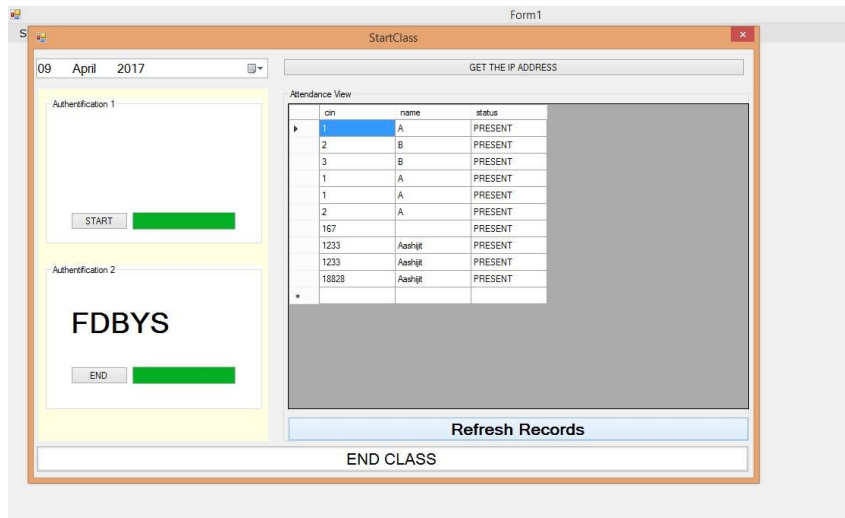 Form1
S
StartClass
09 April 2017
GET THE IP ADDRESS
Authentification 1
START
Authentification 2
FDBYS
END
Attendance View
cin name status
1 A PRESENT
2 B PRESENT
3 B PRESENT
1 A PRESENT
1 A PRESENT
2 A PRESENT
167 PRESENT
1233 Aashijit PRESENT
1233 Aashijit PRESENT
18828 Aashijit PRESENT
*
Refresh Records
END CLASS